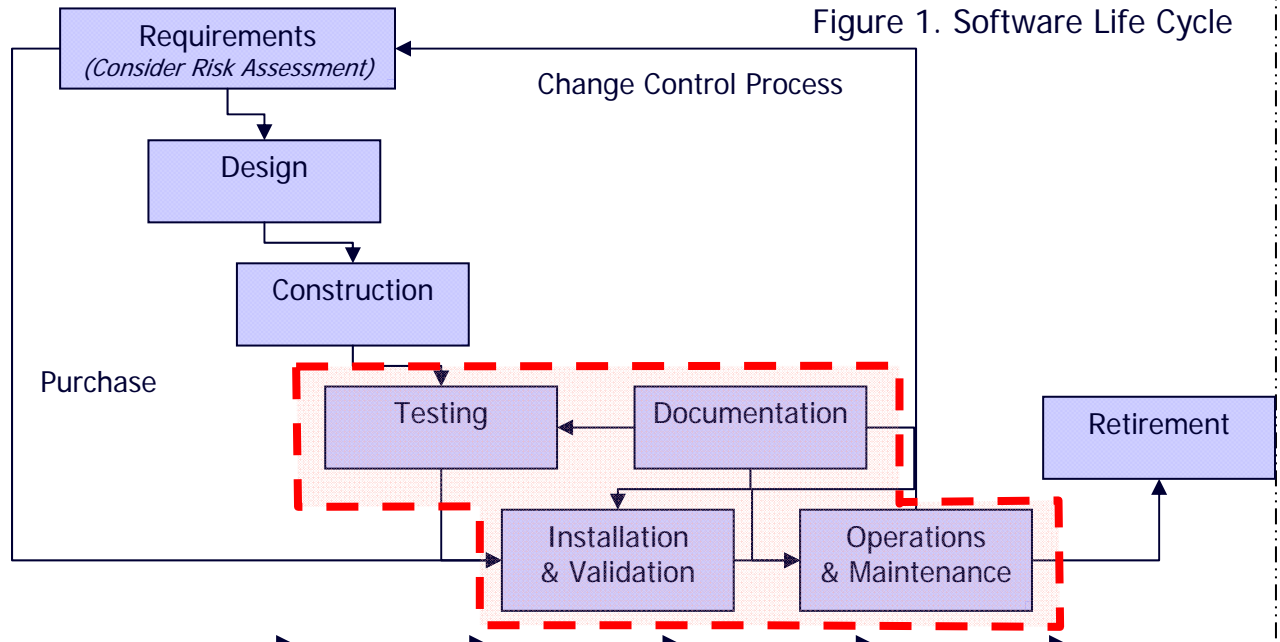 Figure 1. Software Life Cycle
Requirements
(Consider Risk Assessment)
Change Control Process
Design
Construction
Purchase
Testing
Documentation
Retirement
Installation
& Validation
Operations
& Maintenance